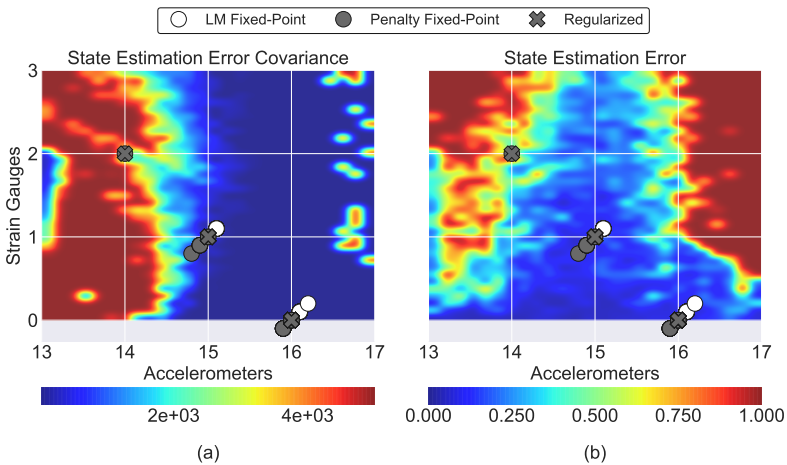 LM Fixed-Point Penalty Fixed-Point Regularized
State Estimation Error Covariance
State Estimation Error
Strain Gauges
3
2
1
0
13 14 15 16 17
13 14 15 16 17
Accelerometers
Accelerometers
2e+03 4e+03
0.000 0.250 0.500 0.750 1.000
(a)
(b)